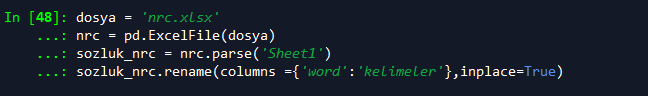 In [48]: dosya = 'nrc.xlsx'
...: nrc = pd.ExcelFile(dosya)
...: sozluk_nrc = nrc.parse('Sheet1')
...: sozluk_nrc.rename(columns ={'word':'kelimeler'},inplace=True)